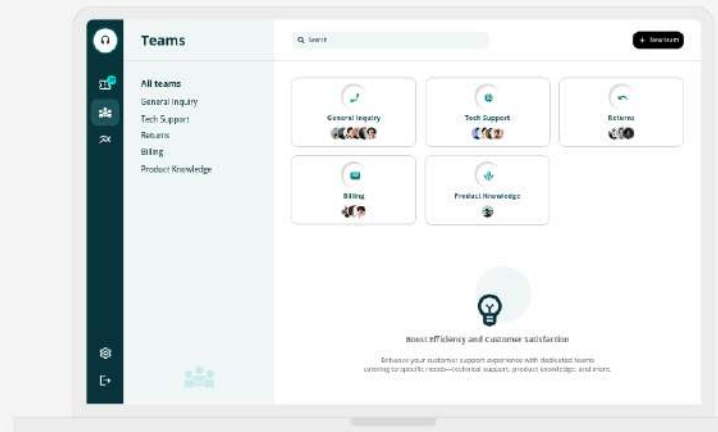 Teams
Search
+ New team
All teams
General Inquiry
Tech Support
Returns
Billing
Product Knowledge
General Inquiry
Tech Support
Returns
Billing
Product Knowledge
Boost Efficiency and Customer Satisfaction
Enhance your customer support experience with dedicated teams
catering to specific needs—technical support, product knowledge, and more.